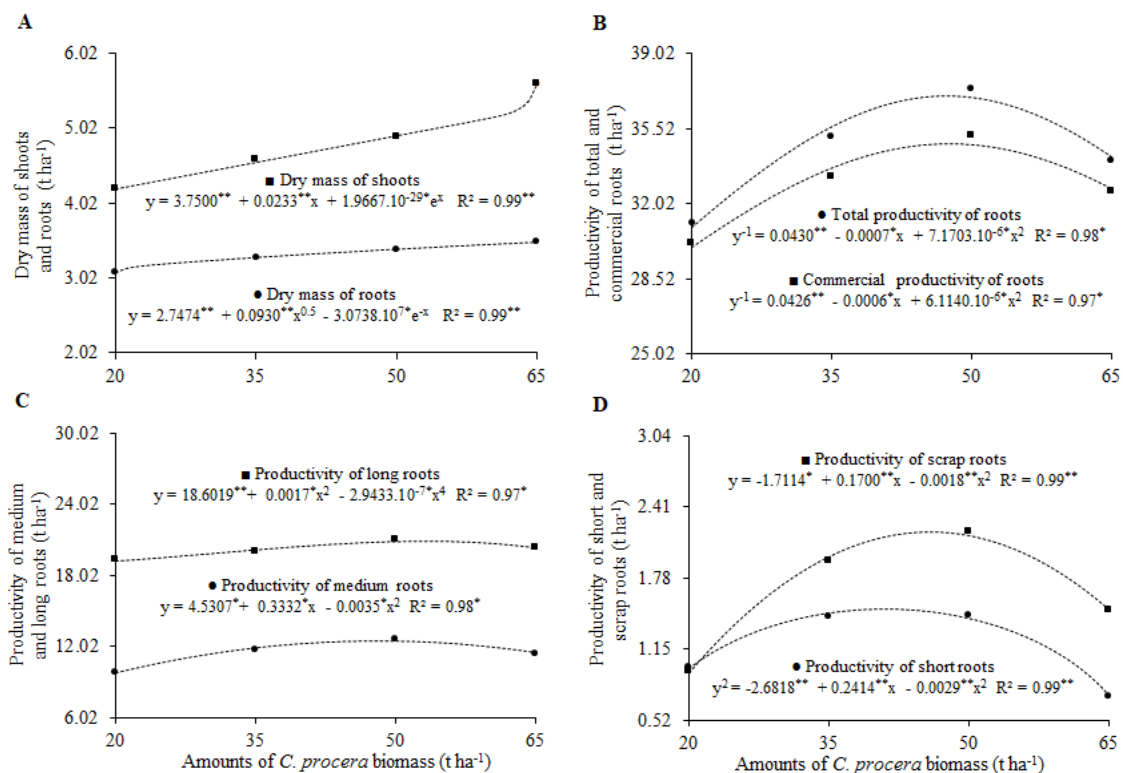 A
6.02
5.02
4.02
3.02
2.02
Dry mass of shoots
and roots (t ha⁻¹)
■ Dry mass of shoots
y = 3.7500** + 0.0233**x + 1.9667.10⁻²⁹*eˣ R² = 0.99**
● Dry mass of roots
y = 2.7474** + 0.0930**x⁰·⁵ - 3.0738.10⁷*e⁻ˣ R² = 0.99**
20 35 50 65
B
39.02
35.52
32.02
28.52
25.02
Productivity of total and
commercial roots (t ha⁻¹)
● Total productivity of roots
y⁻¹ = 0.0430** - 0.0007*x + 7.1703.10⁻⁶*x² R² = 0.98*
■ Commercial productivity of roots
y⁻¹ = 0.0426** - 0.0006*x + 6.1140.10⁻⁶*x² R² = 0.97*
20 35 50 65
C
30.02
24.02
18.02
12.02
6.02
Productivity of medium
and long roots (t ha⁻¹)
■ Productivity of long roots
y = 18.6019**+ 0.0017*x² - 2.9433.10⁻⁷*x⁴ R² = 0.97*
● Productivity of medium roots
y = 4.5307*+ 0.3332*x - 0.0035*x² R² = 0.98*
20 35 50 65
Amounts of C. procera biomass (t ha⁻¹)
D
3.04
2.41
1.78
1.15
0.52
Productivity of short and
scrap roots (t ha⁻¹)
■ Productivity of scrap roots
y = -1.7114* + 0.1700**x - 0.0018**x² R² = 0.99**
● Productivity of short roots
y² = -2.6818** + 0.2414**x - 0.0029**x² R² = 0.99**
20 35 50 65
Amounts of C. procera biomass (t ha⁻¹)